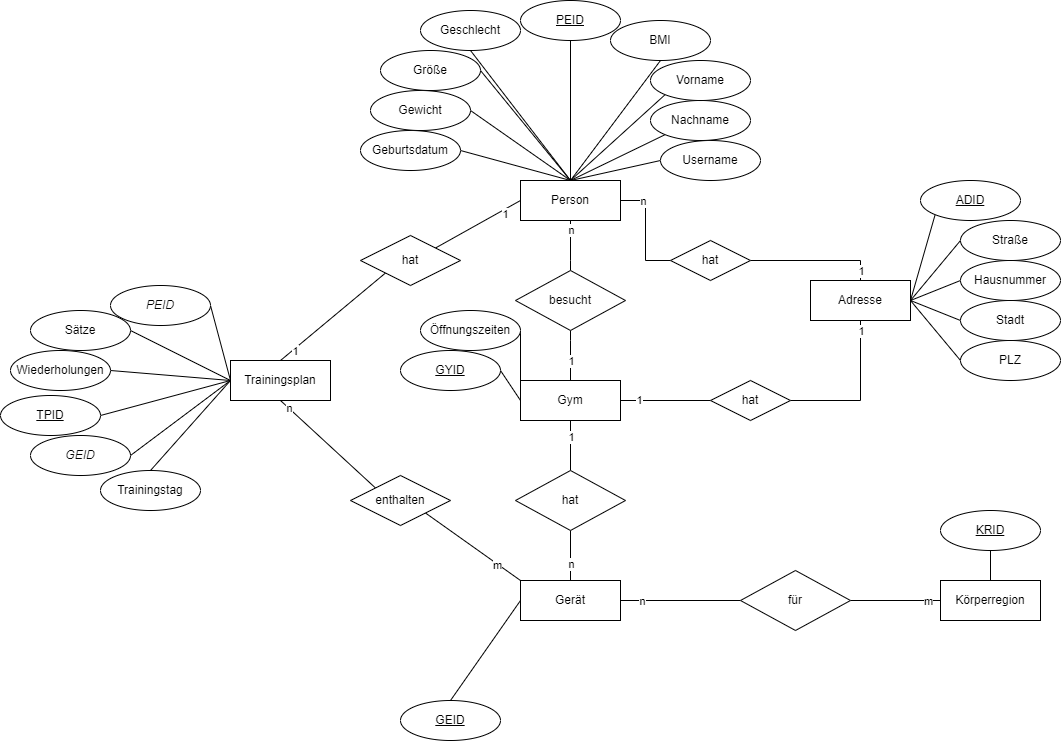 PEID
Geschlecht
BMI
Größe
Vorname
Gewicht
Nachname
Geburtsdatum
Username
Person
n
1
ADID
hat
n
hat
Straße
1
Hausnummer
PEID
besucht
Adresse
Sätze
Öffnungszeiten
Stadt
1
1
1
PLZ
Wiederholungen
GYID
Trainingsplan
TPID
n
Gym
1
hat
1
GEID
Trainingstag
enthalten
hat
KRID
m
n
Gerät
n
für
m
Körperregion
GEID